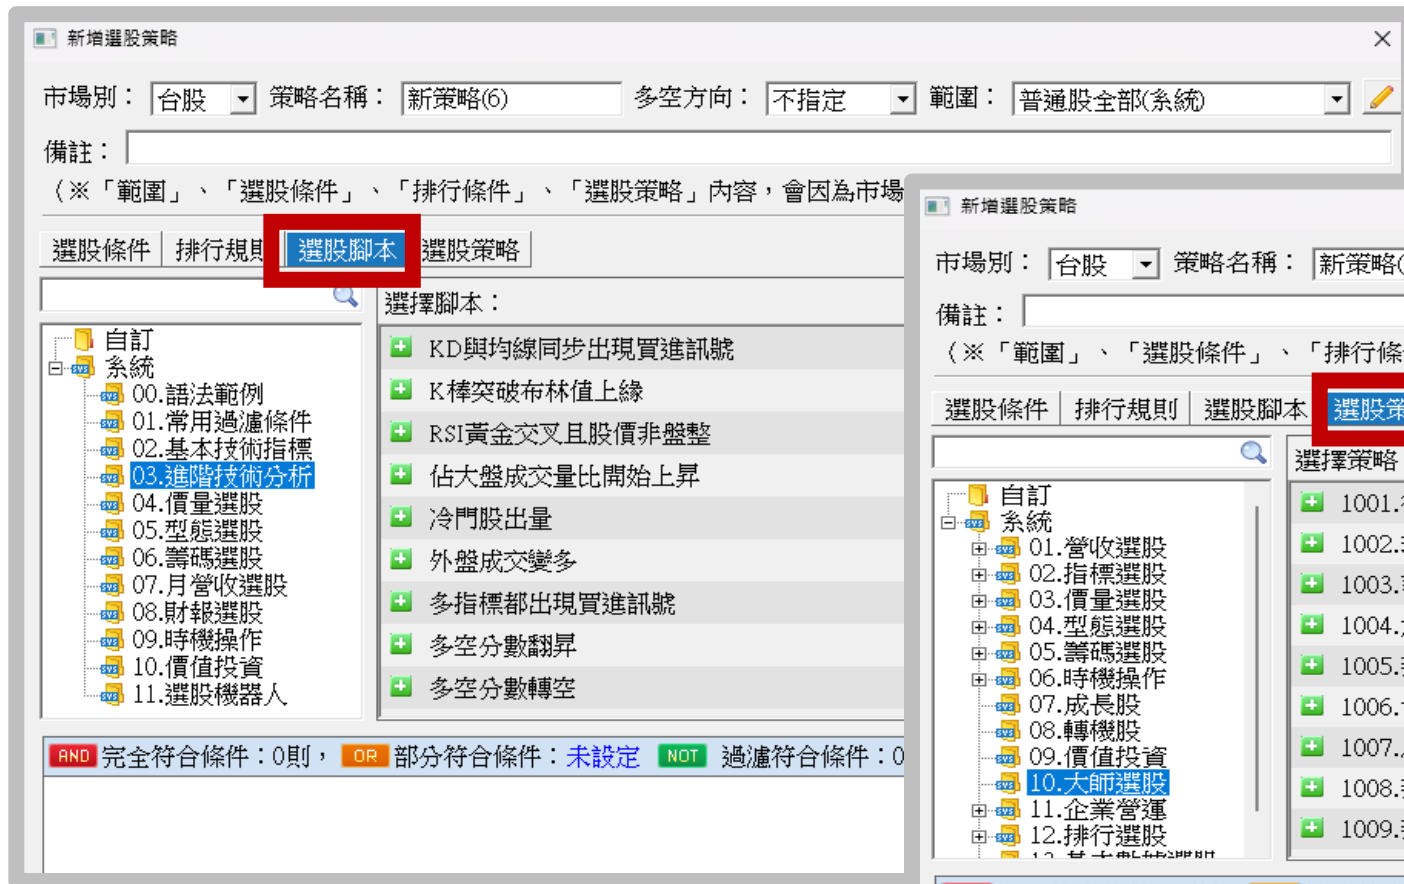 新增選股策略
市場別： 台股 策略名稱： 新策略(6) 多空方向： 不指定 範圍： 普通股全部(系統)
備註：
(※「範圍」、「選股條件」、「排行條件」、「選股策略」內容，會因為市場
選股條件 排行規則 選股腳本 選股策略
選擇腳本：
自訂
系統
00.語法範例
01.常用過濾條件
02.基本技術指標
03.進階技術分析
04.價量選股
05.型態選股
06.籌碼選股
07.月營收選股
08.財報選股
09.時機操作
10.價值投資
11.選股機器人
KD與均線同步出現買進訊號
K棒突破布林值上緣
RSI黃金交叉且股價非盤整
佔大盤成交量比開始上昇
冷門股出量
外盤成交變多
多指標都出現買進訊號
多空分數翻昇
多空分數轉空
AND 完全符合條件：0則， OR 部分符合條件：未設定 NOT 過濾符合條件：0
新增選股策略
市場別： 台股 策略名稱： 新策略(
備註：
(※「範圍」、「選股條件」、「排行條
選股條件 排行規則 選股腳本 選股策
選擇策略
自訂
系統
01.營收選股
02.指標選股
03.價量選股
04.型態選股
05.籌碼選股
06.時機操作
07.成長股
08.轉機股
09.價值投資
10.大師選股
11.企業營運
12.排行選股
1001.
1002.
1003.
1004.
1005.
1006.
1007.
1008.
1009.